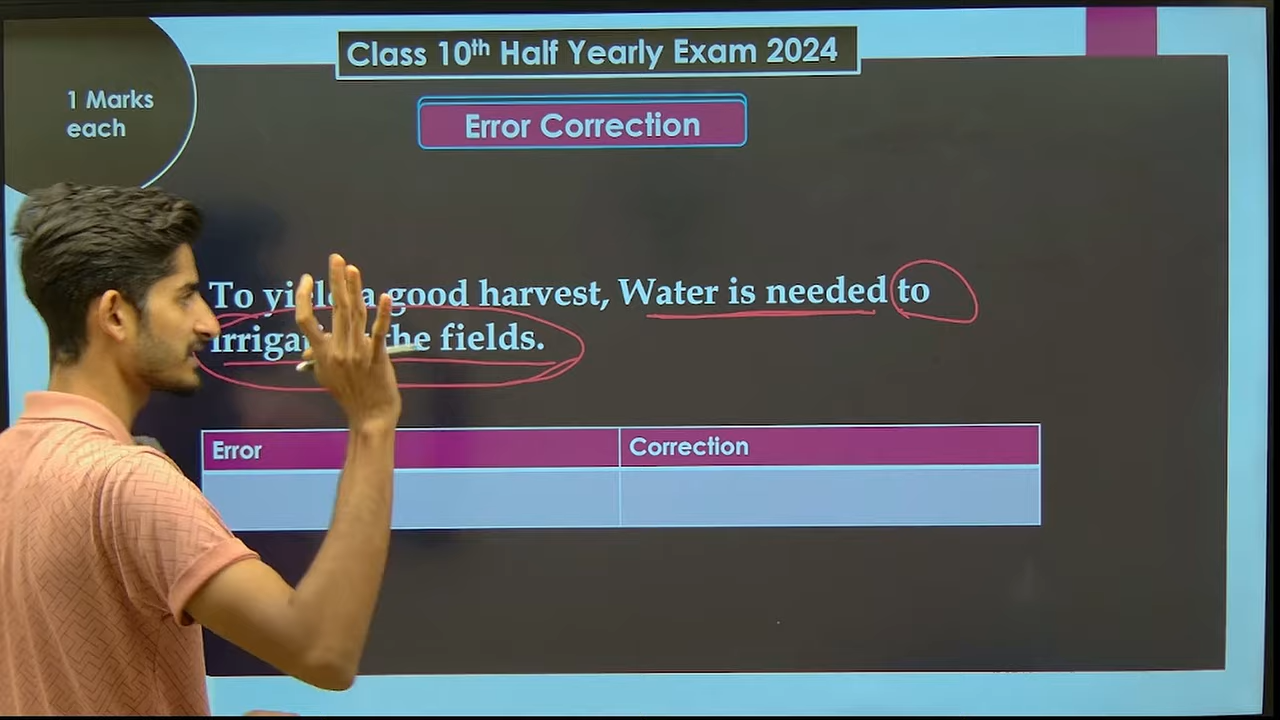 Class 10th Half Yearly Exam 2024
1 Marks
each
Error Correction
To a good harvest, Water is needed to
the fields.
Error
Correction